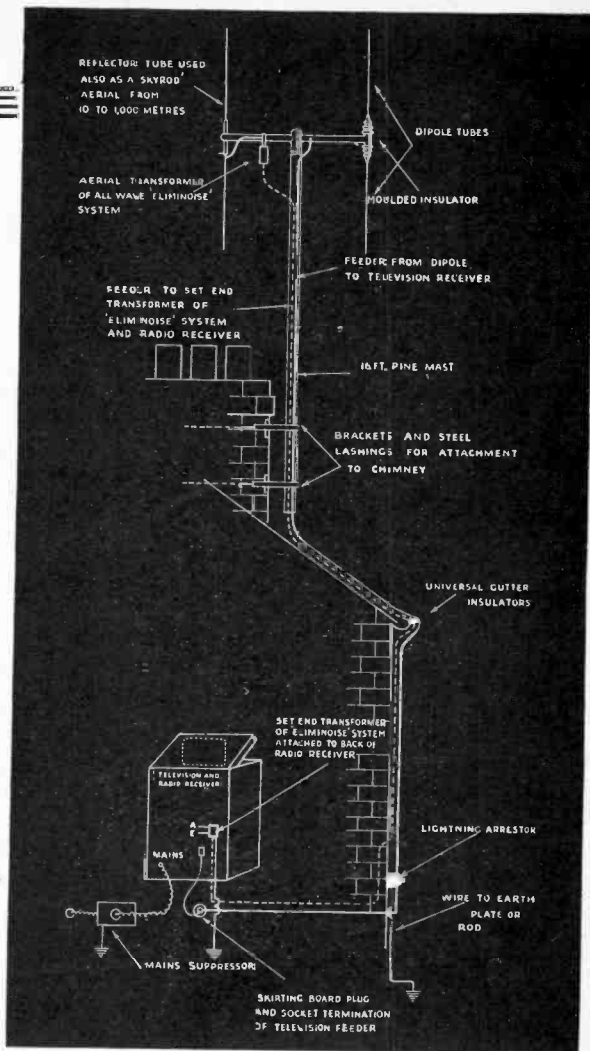 REFLECTOR TUBE USED
ALSO AS A 'SKYROD'
AERIAL FROM
10 TO 1,000 METRES
DIPOLE TUBES
AERIAL TRANSFORMER
OF ALL WAVE 'ELIMINOISE'
SYSTEM
MOULDED INSULATOR
FEEDER FROM DIPOLE
TO TELEVISION RECEIVER
FEEDER TO SET END
TRANSFORMER OF
'ELIMINOISE' SYSTEM
AND RADIO RECEIVER
16FT. PINE MAST
BRACKETS AND STEEL
LASHINGS FOR ATTACHMENT
TO CHIMNEY
UNIVERSAL GUTTER
INSULATORS
SET END TRANSFORMER
OF 'ELIMINOISE' SYSTEM
ATTACHED TO BACK OF
RADIO RECEIVER
TELEVISION AND
RADIO RECEIVER
A
E
MAINS
LIGHTNING ARRESTOR
WIRE TO EARTH
PLATE OR
ROD
MAINS SUPPRESSOR
SKIRTING BOARD PLUG
AND SOCKET TERMINATION
OF TELEVISION FEEDER